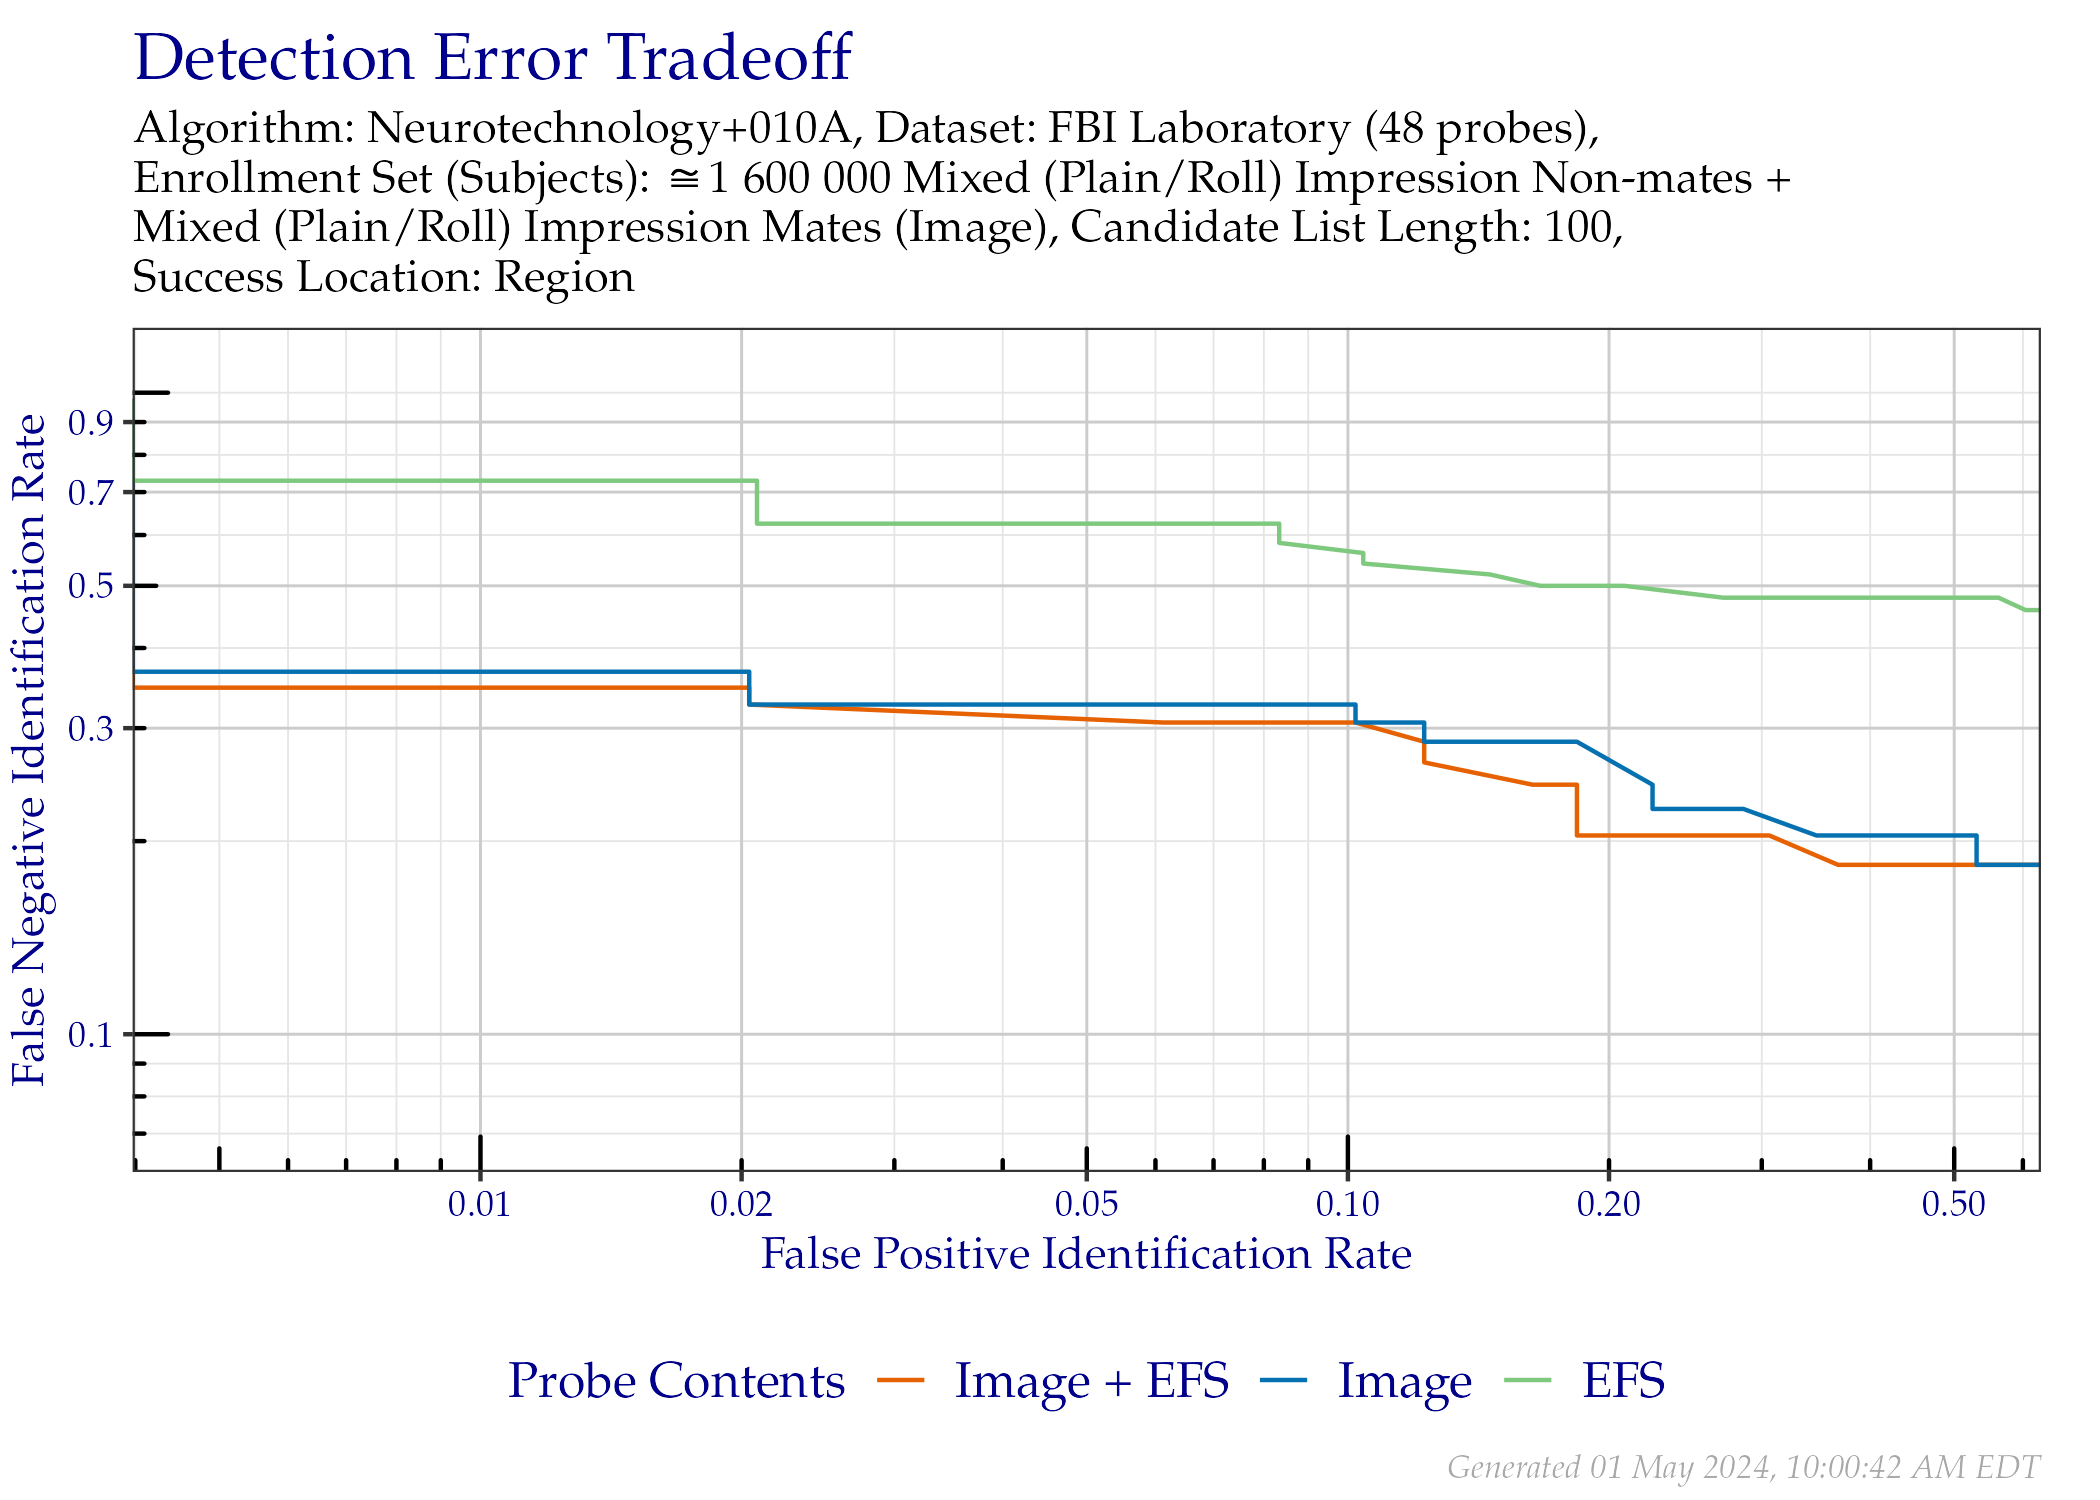 Detection Error Tradeoff
Algorithm: Neurotechnology+010A, Dataset: FBI Laboratory (48 probes),
Enrollment Set (Subjects): ≅1 600 000 Mixed (Plain/Roll) Impression Non-mates +
Mixed (Plain/Roll) Impression Mates (Image), Candidate List Length: 100,
Success Location: Region
False Negative Identification Rate
0.9
0.7
0.5
0.3
0.1
0.01 0.02 0.05 0.10 0.20 0.50
False Positive Identification Rate
Probe Contents Image + EFS Image EFS
Generated 01 May 2024, 10:00:42 AM EDT